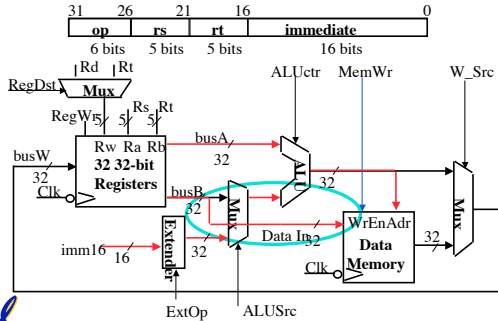 31 26 21 16 0
op rs rt immediate
6 bits 5 bits 5 bits 16 bits
Rd Rt
ALUctr MemWr W_Src
RegDst
Mux
RegWr 5 5 5 Rs Rt
busA
Rw Ra Rb
32
busW
32 32-bit
Registers
ALU
32
32
Clk
busB
32
Mux
Mux
WrEnAdr
Data In 32
32
Data
Memory
Extender
imm16
16
32
Clk
ExtOp ALUSrc